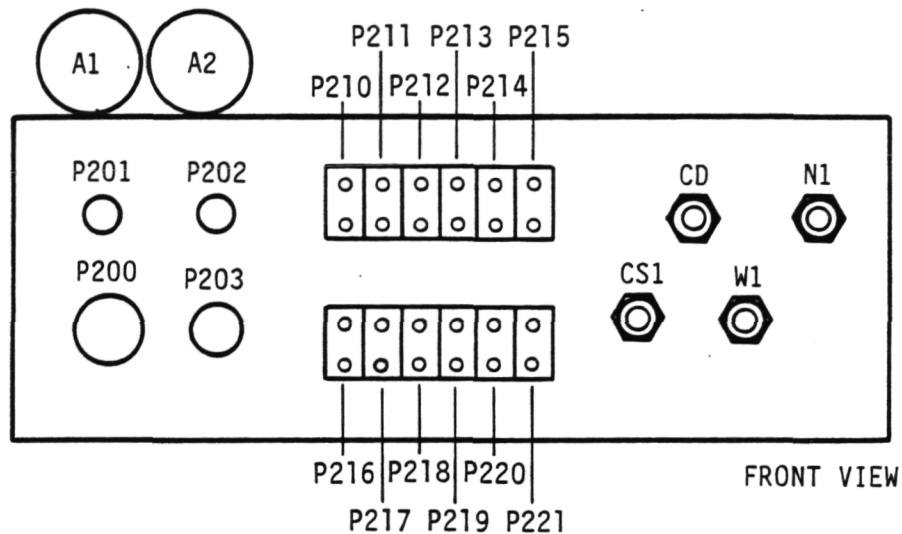 A1 A2
P211 P213 P215
P210 P212 P214
P201 P202
CD N1
P200 P203
CS1 W1
P216 P218 P220
P217 P219 P221
FRONT VIEW